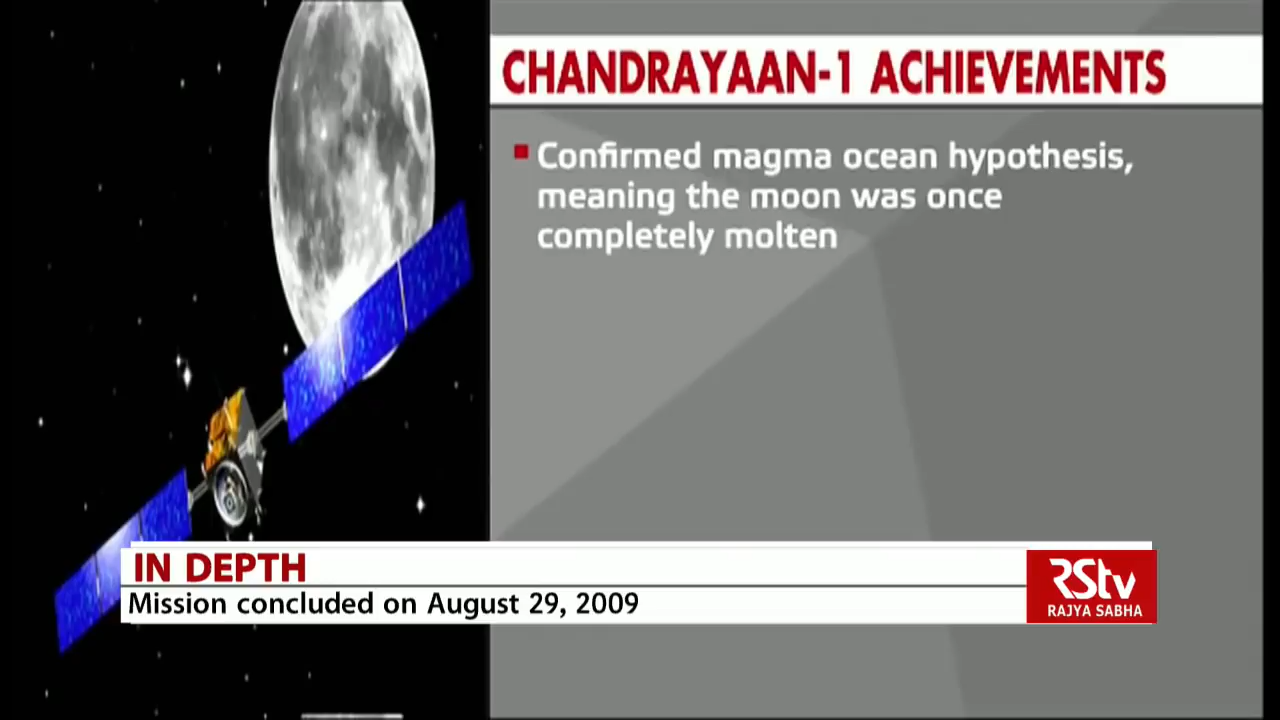 CHANDRAYAAN-1 ACHIEVEMENTS
Confirmed magma ocean hypothesis,
meaning the moon was once
completely molten
IN DEPTH
Mission concluded on August 29, 2009
RStv
RAJYA SABHA